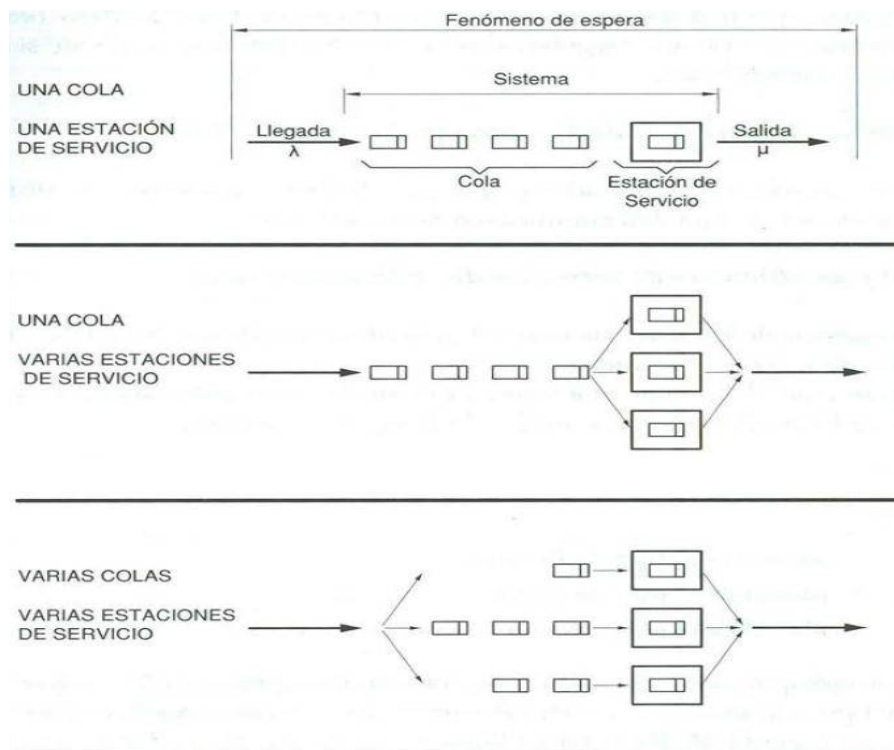 Fenómeno de espera
Sistema
UNA COLA
UNA ESTACIÓN
DE SERVICIO
Llegada
λ
Salida
μ
Cola
Estación de
Servicio
UNA COLA
VARIAS ESTACIONES
DE SERVICIO
VARIAS COLAS
VARIAS ESTACIONES
DE SERVICIO